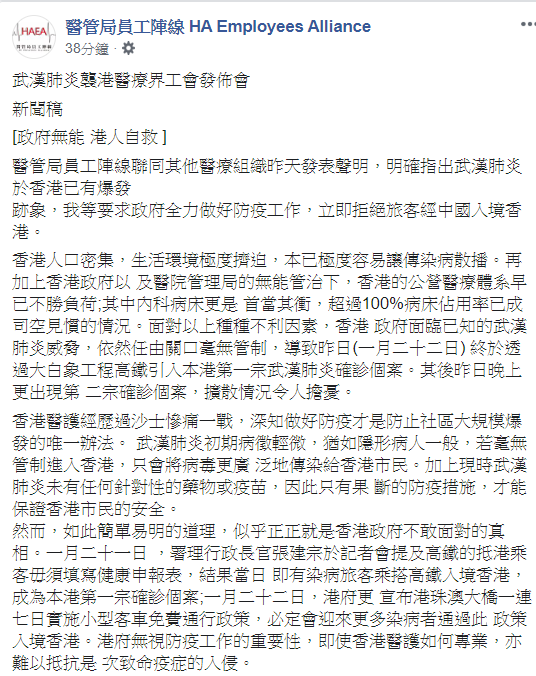 HAEA
醫管局員工陣線
醫管局員工陣線 HA Employees Alliance
38分鐘 ·
武漢肺炎襲港醫療界工會發佈會
新聞稿
[政府無能 港人自救 ]
醫管局員工陣線聯同其他醫療組織昨天發表聲明，明確指出武漢肺炎
於香港已有爆發
跡象，我等要求政府全力做好防疫工作，立即拒絕旅客經中國入境香
港。
香港人口密集，生活環境極度擠迫，本已極度容易讓傳染病散播。再
加上香港政府以 及醫院管理局的無能管治下，香港的公營醫療體系早
已不勝負荷;其中內科病床更是 首當其衝，超過100%病床佔用率已成
司空見慣的情況。面對以上種種不利因素，香港 政府面臨已知的武漢
肺炎威脅，依然任由關口毫無管制，導致昨日(一月二十二日) 終於透
過大白象工程高鐵引入本港第一宗武漢肺炎確診個案。其後昨日晚上
更出現第 二宗確診個案，擴散情況令人擔憂。
香港醫護經歷過沙士慘痛一戰，深知做好防疫才是防止社區大規模爆
發的唯一辦法。 武漢肺炎初期病徵輕微，猶如隱形病人一般，若毫無
管制進入香港，只會將病毒更廣 泛地傳染給香港市民。加上現時武漢
肺炎未有任何針對性的藥物或疫苗，因此只有果 斷的防疫措施，才能
保證香港市民的安全。
然而，如此簡單易明的道理，似乎正正就是香港政府不敢面對的真
相。一月二十一日 ，署理行政長官張建宗於記者會提及高鐵的抵港乘
客毋須填寫健康申報表，結果當日 即有染病旅客乘搭高鐵入境香港，
成為本港第一宗確診個案;一月二十二日，港府更 宣布港珠澳大橋一連
七日實施小型客車免費通行政策，必定會迎來更多染病者通過此 政策
入境香港。港府無視防疫工作的重要性，即使香港醫護如何專業，亦
難以抵抗是 次致命疫症的入侵。